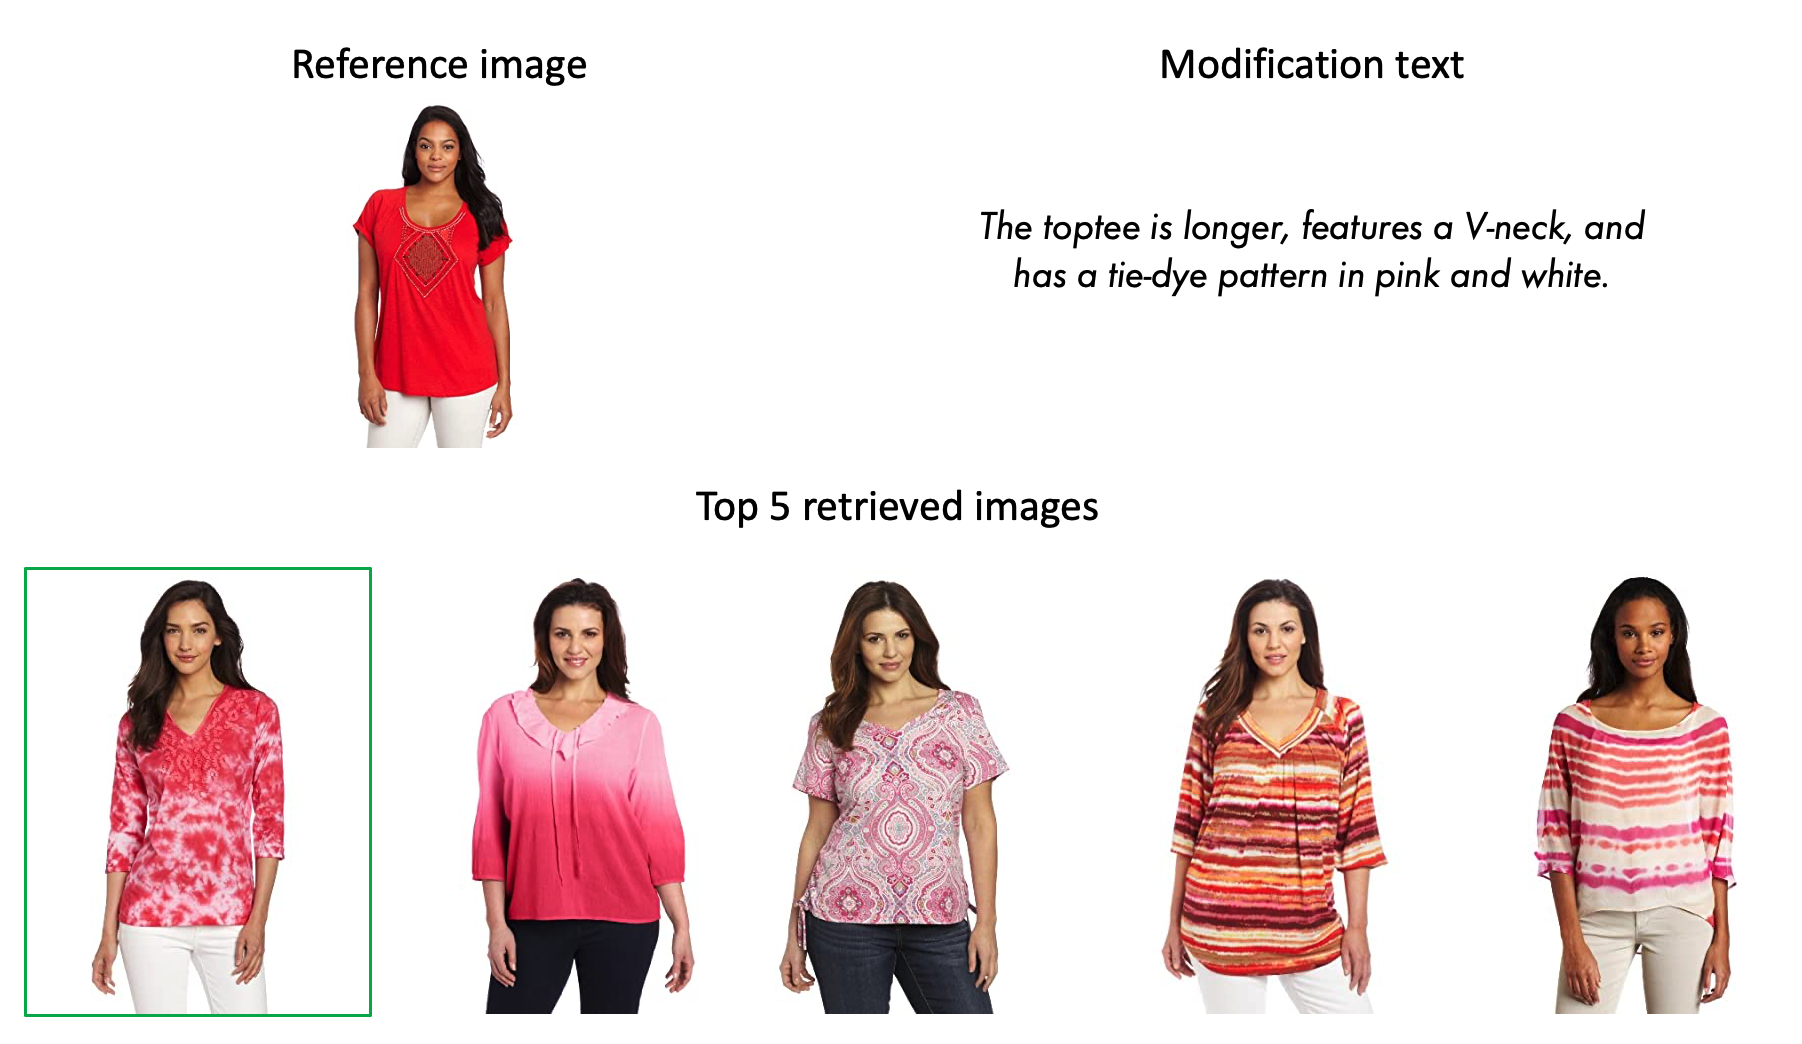 Reference image
Modification text
The toptee is longer, features a V-neck, and
has a tie-dye pattern in pink and white.
Top 5 retrieved images